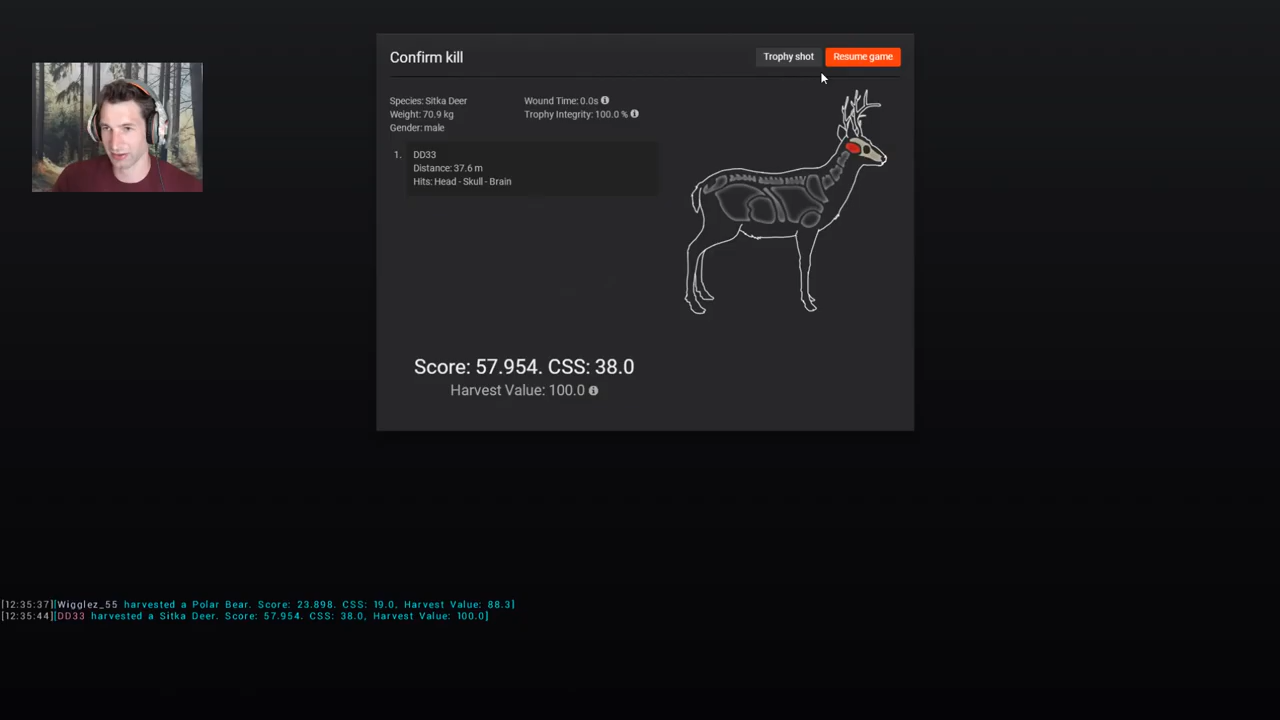 Confirm kill
Trophy shot
Resume game
Species: Sitka Deer
Weight: 70.9 kg
Gender: male
Wound Time: 0.0s
Trophy Integrity: 100.0 %
1.
DD33
Distance: 37.6 m
Hits: Head - Skull - Brain
Score: 57.954. CSS: 38.0
Harvest Value: 100.0
[12:35:37][Wigglez_55 harvested a Polar Bear. Score: 23.898. CSS: 19.0, Harvest Value: 88.3]
[12:35:44][DD33 harvested a Sitka Deer. Score: 57.954. CSS: 38.0, Harvest Value: 100.0]